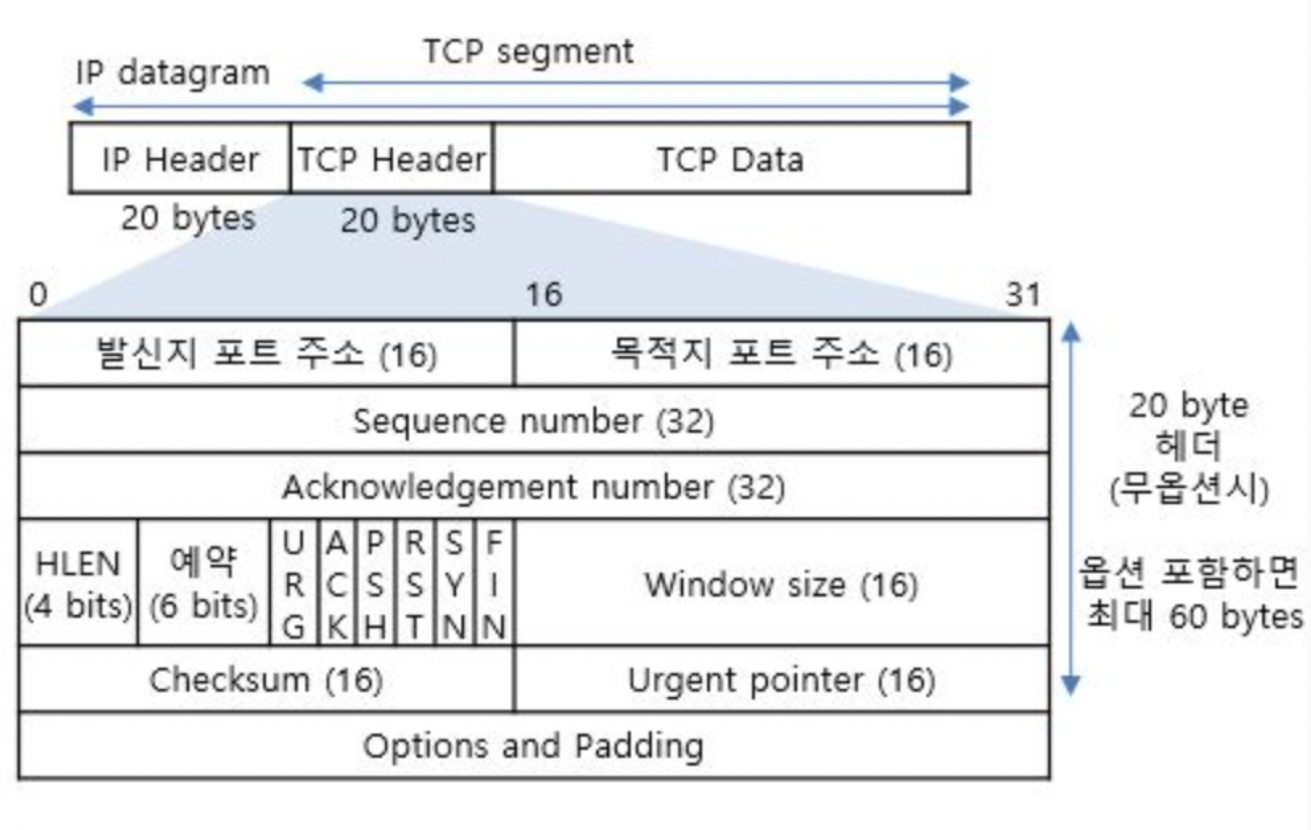 TCP segment
IP datagram
IP Header
TCP Header
TCP Data
20 bytes
20 bytes
0
16
31
발신지 포트 주소 (16)
목적지 포트 주소 (16)
Sequence number (32)
Acknowledgement number (32)
HLEN
(4 bits)
예약
(6 bits)
URG
ACK
PSH
RST
SYN
FIN
Window size (16)
Checksum (16)
Urgent pointer (16)
Options and Padding
20 byte
헤더
(무옵션시)
옵션 포함하면
최대 60 bytes